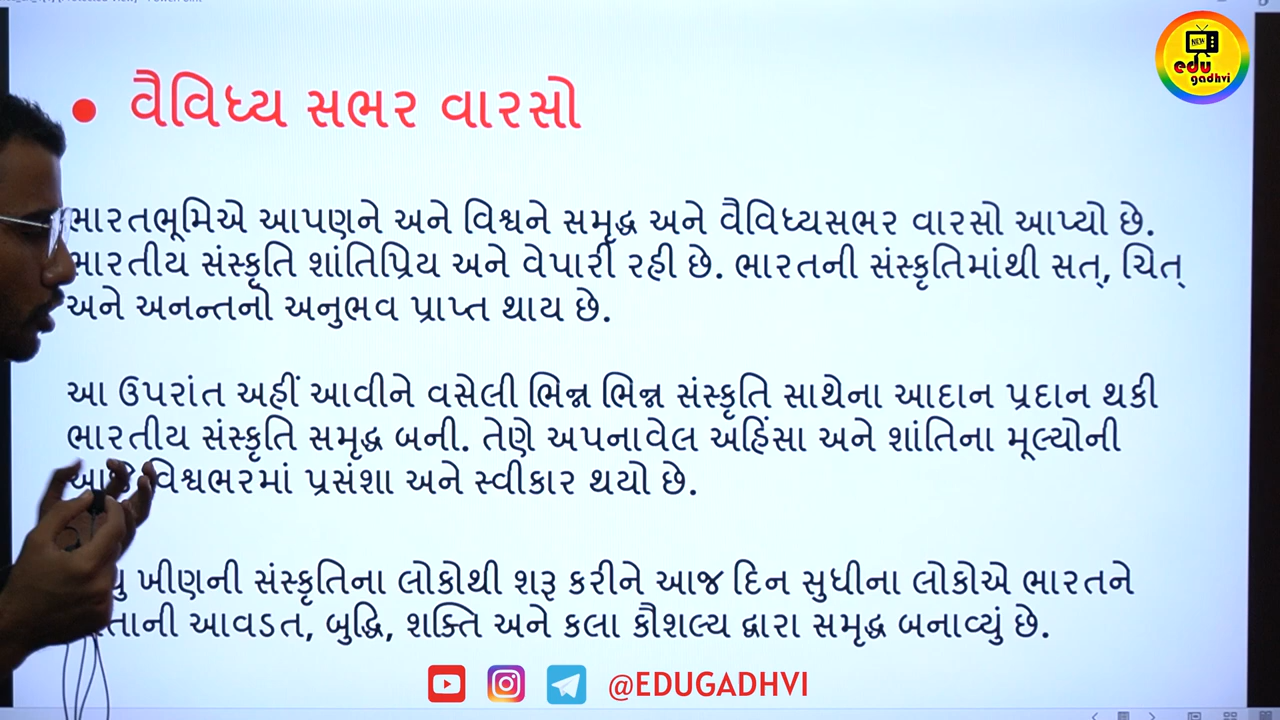 NEW
edu
gadhvi
• વૈવિધ્ય સભર વારસો
ભારતભૂમિએ આપણને અને વિશ્વને સમૃદ્ધ અને વૈવિધ્યસભર વારસો આપ્યો છે.
ભારતીય સંસ્કૃતિ શાંતિપ્રિય અને વેપારી રહી છે. ભારતની સંસ્કૃતિમાંથી સત્, ચિત્
અને અનન્તનો અનુભવ પ્રાપ્ત થાય છે.
આ ઉપરાંત અહીં આવીને વસેલી ભિન્ન ભિન્ન સંસ્કૃતિ સાથેના આદાન પ્રદાન થકી
ભારતીય સંસ્કૃતિ સમૃદ્ધ બની. તેણે અપનાવેલ અહિંસા અને શાંતિના મૂલ્યોની
વિશ્વભરમાં પ્રસંશા અને સ્વીકાર થયો છે.
ખીણની સંસ્કૃતિના લોકોથી શરૂ કરીને આજ દિન સુધીના લોકોએ ભારતને
આવડત, બુદ્ધિ, શક્તિ અને કલા કૌશલ્ય દ્વારા સમૃદ્ધ બનાવ્યું છે.
@EDUGADHVI